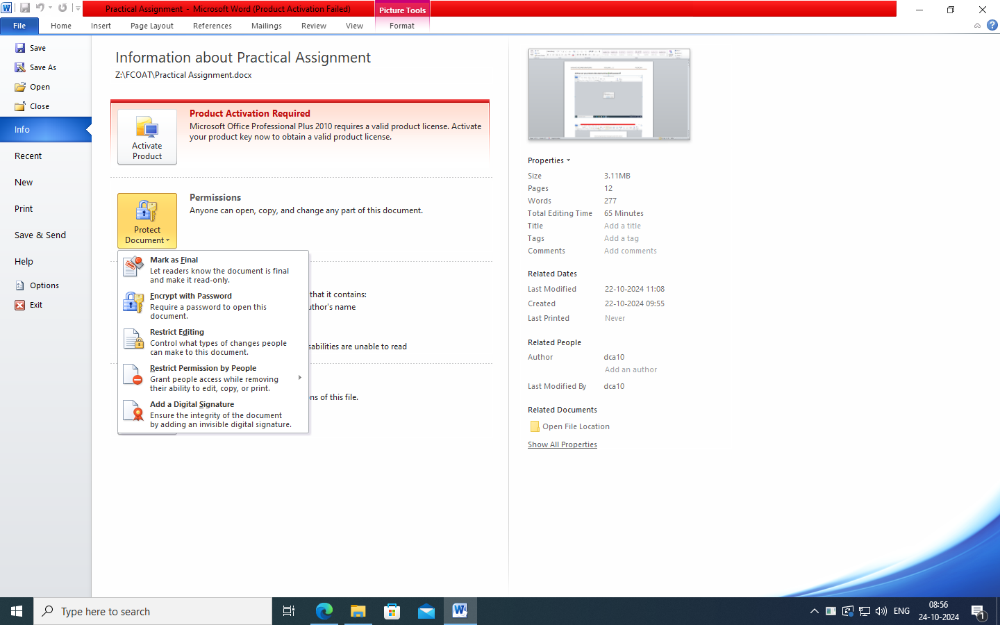 Practical Assignment - Microsoft Word (Product Activation Failed)
Picture Tools
File Home Insert Page Layout References Mailings Review View Format
Save
Save As
Open
Close
Info
Recent
New
Print
Save & Send
Help
Options
Exit
Information about Practical Assignment
Z:\FCOAT\Practical Assignment.docx
Activate
Product
Product Activation Required
Microsoft Office Professional Plus 2010 requires a valid product license. Activate
your product key now to obtain a valid product license.
Protect
Document
Permissions
Anyone can open, copy, and change any part of this document.
Mark as Final
Let readers know the document is final
and make it read-only.
Encrypt with Password
Require a password to open this
document.
Restrict Editing
Control what types of changes people
can make to this document.
Restrict Permission by People
Grant people access while removing
their ability to edit, copy, or print.
Add a Digital Signature
Ensure the integrity of the document
by adding an invisible digital signature.
that it contains:
uthor's name
sabilities are unable to read
ons of this file.
Properties
Size 3.11MB
Pages 12
Words 277
Total Editing Time 65 Minutes
Title Add a title
Tags Add a tag
Comments Add comments
Related Dates
Last Modified 22-10-2024 11:08
Created 22-10-2024 09:55
Last Printed Never
Related People
Author dca10
Add an author
Last Modified By dca10
Related Documents
Open File Location
Show All Properties
Type here to search
ENG
08:56
24-10-2024
1